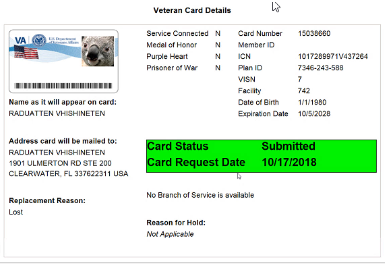 Veteran Card Details
VA
U.S. Department
of Veterans Affairs
Name as it will appear on card:
RADUATTEN VHISHINETEN
Address card will be mailed to:
RADUATTEN VHISHINETEN
1901 ULMERTON RD STE 200
CLEARWATER, FL 337622311 USA
Replacement Reason:
Lost
Service Connected N
Medal of Honor N
Purple Heart N
Prisoner of War N
Card Number 15038660
Member ID
ICN 1017289971V437264
Plan ID 7346-243-588
VISN 7
Facility 742
Date of Birth 1/1/1980
Expiration Date 10/5/2028
Card Status Submitted
Card Request Date 10/17/2018
No Branch of Service is available
Reason for Hold:
Not Applicable